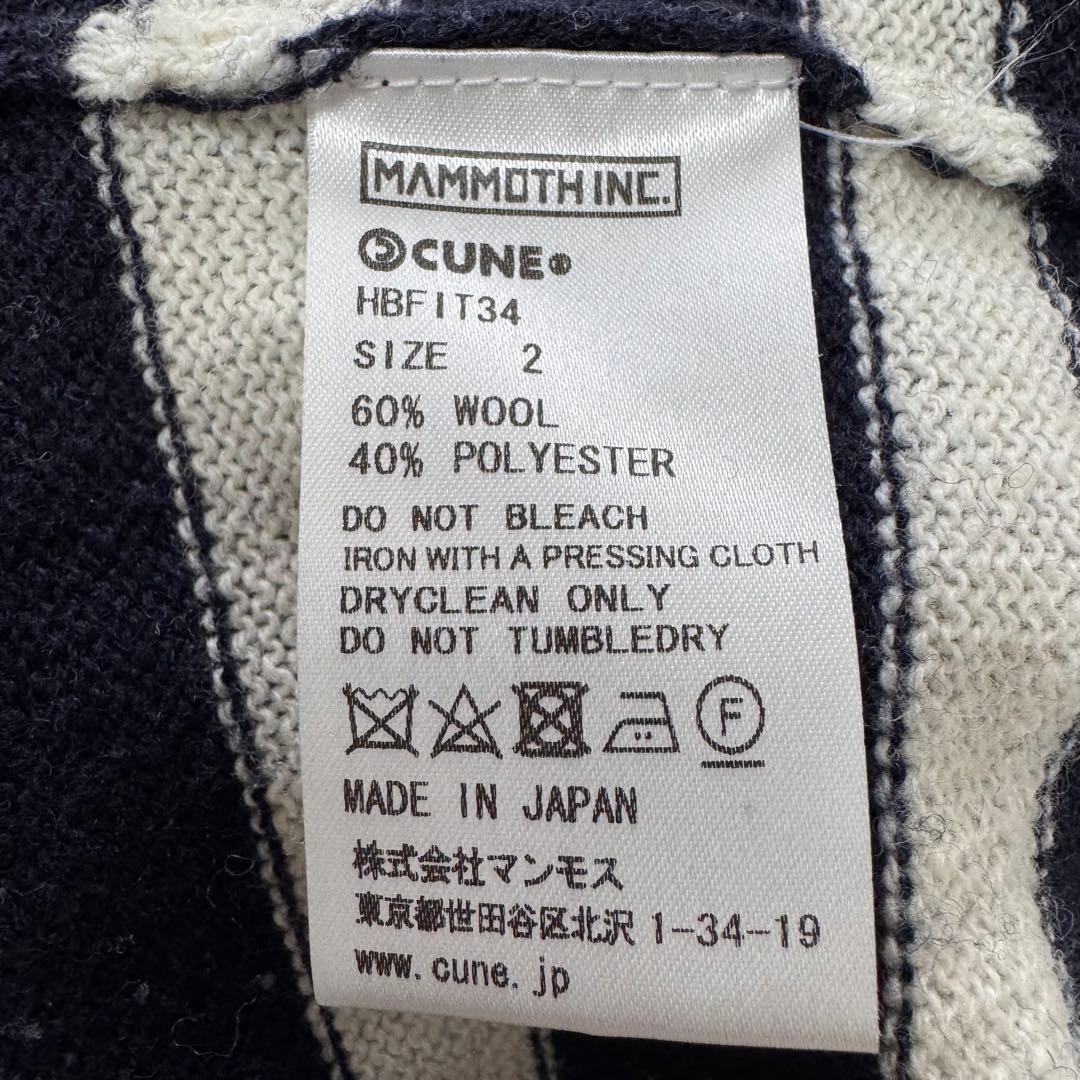 MAMMOTH INC.
CUNE®
HBFIT34
SIZE 2
60% WOOL
40% POLYESTER
DO NOT BLEACH
IRON WITH A PRESSING CLOTH
DRYCLEAN ONLY
DO NOT TUMBLEDRY
F
MADE IN JAPAN
株式会社マンモス
東京都世田谷区北沢1-34-19
www.cune.jp